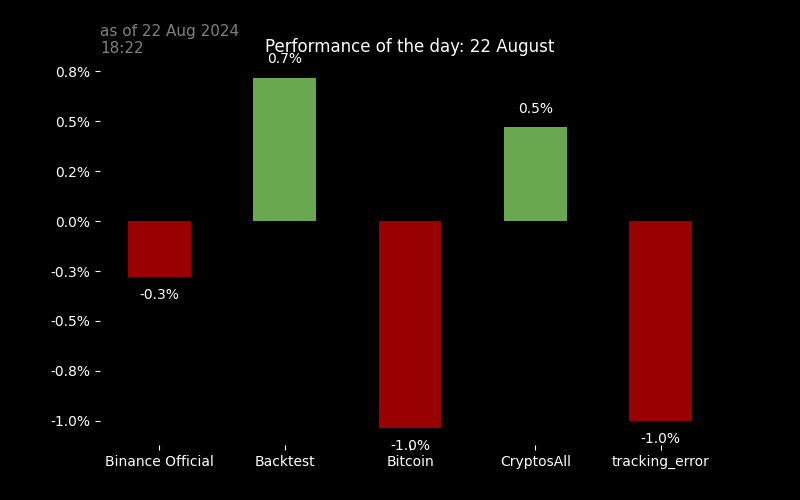 as of 22 Aug 2024
18:22
Performance of the day: 22 August
0.8%
0.5%
0.2%
0.0%
-0.3%
-0.5%
-0.8%
-1.0%
-0.3%
0.7%
-1.0%
0.5%
-1.0%
Binance Official
Backtest
Bitcoin
CryptosAll
tracking_error